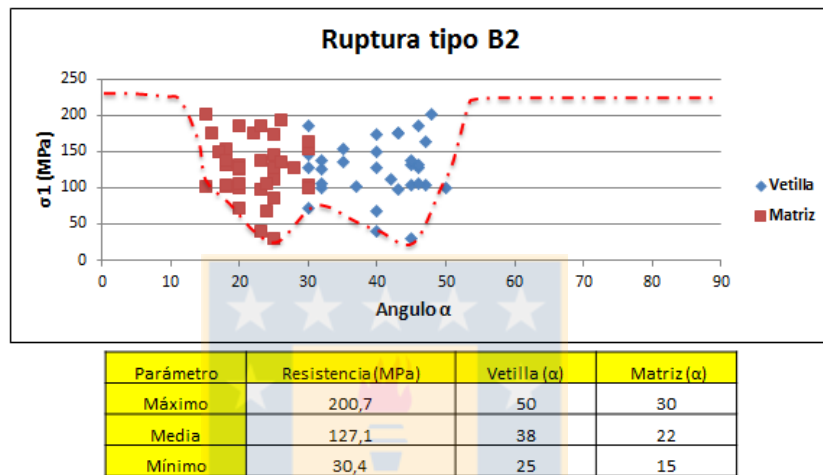 Ruptura tipo B2
σ1 (MPa)
250
200
150
100
50
0
0 10 20 30 40 50 60 70 80 90
Angulo α
Vetilla
Matriz
Parámetro Resistencia (MPa) Vetilla (α) Matriz (α)
Máximo 200,7 50 30
Media 127,1 38 22
Mínimo 30,4 25 15